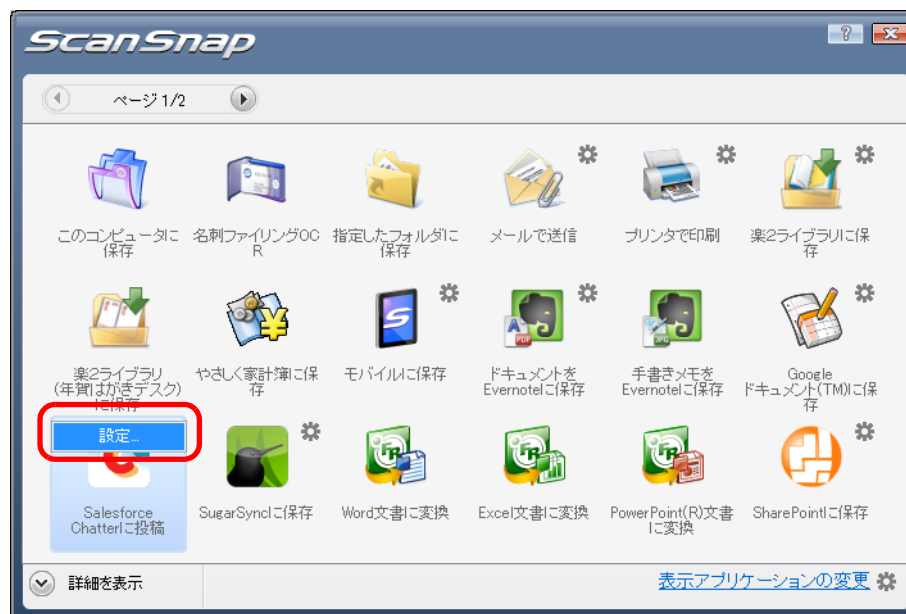 ScanSnap
ページ 1/2
このコンピュータに
保存
名刺ファイリングOC
R
指定したフォルダに
保存
メールで送信
プリンタで印刷
楽2ライブラリに保
存
楽2ライブラリ
(年賀はがきデスク)
に保存
やさしく家計簿に保
存
モバイルに保存
ドキュメントを
Evernoteに保存
手書きメモを
Evernoteに保存
Google
ドキュメント(TM)に保
存
設定...
Salesforce
Chatterに投稿
SugarSyncに保存
Word文書に変換
Excel文書に変換
PowerPoint(R)文書
に変換
SharePointに保存
詳細を表示
表示アプリケーションの変更